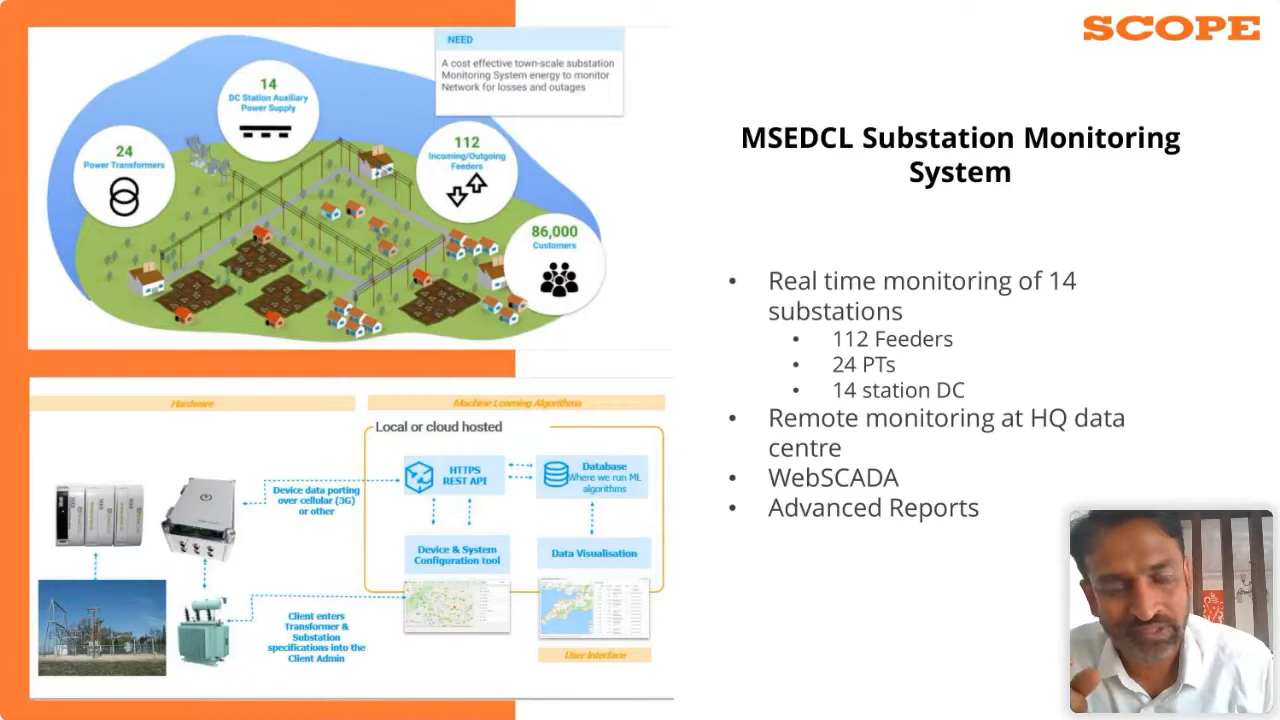 SCOPE
NEED
A cost effective town-scale substation
Monitoring System energy to monitor
Network for losses and outages
14
DC Station Auxiliary
Power Supply
24
Power Transformers
112
Incoming/Outgoing
Feeders
86,000
Customers
Hardware
Machine Learning Algorithms
Local or cloud hosted
HTTPS
REST API
Database
Where we run ML
algorithms
Device data porting
over cellular (3G)
or other
Device & System
Configuration tool
Data Visualisation
Client enters
Transformer &
Substation
specifications into the
Client Admin
User Interface
MSEDCL Substation Monitoring
System
• Real time monitoring of 14
substations
• 112 Feeders
• 24 PTs
• 14 station DC
• Remote monitoring at HQ data
centre
• WebSCADA
• Advanced Reports